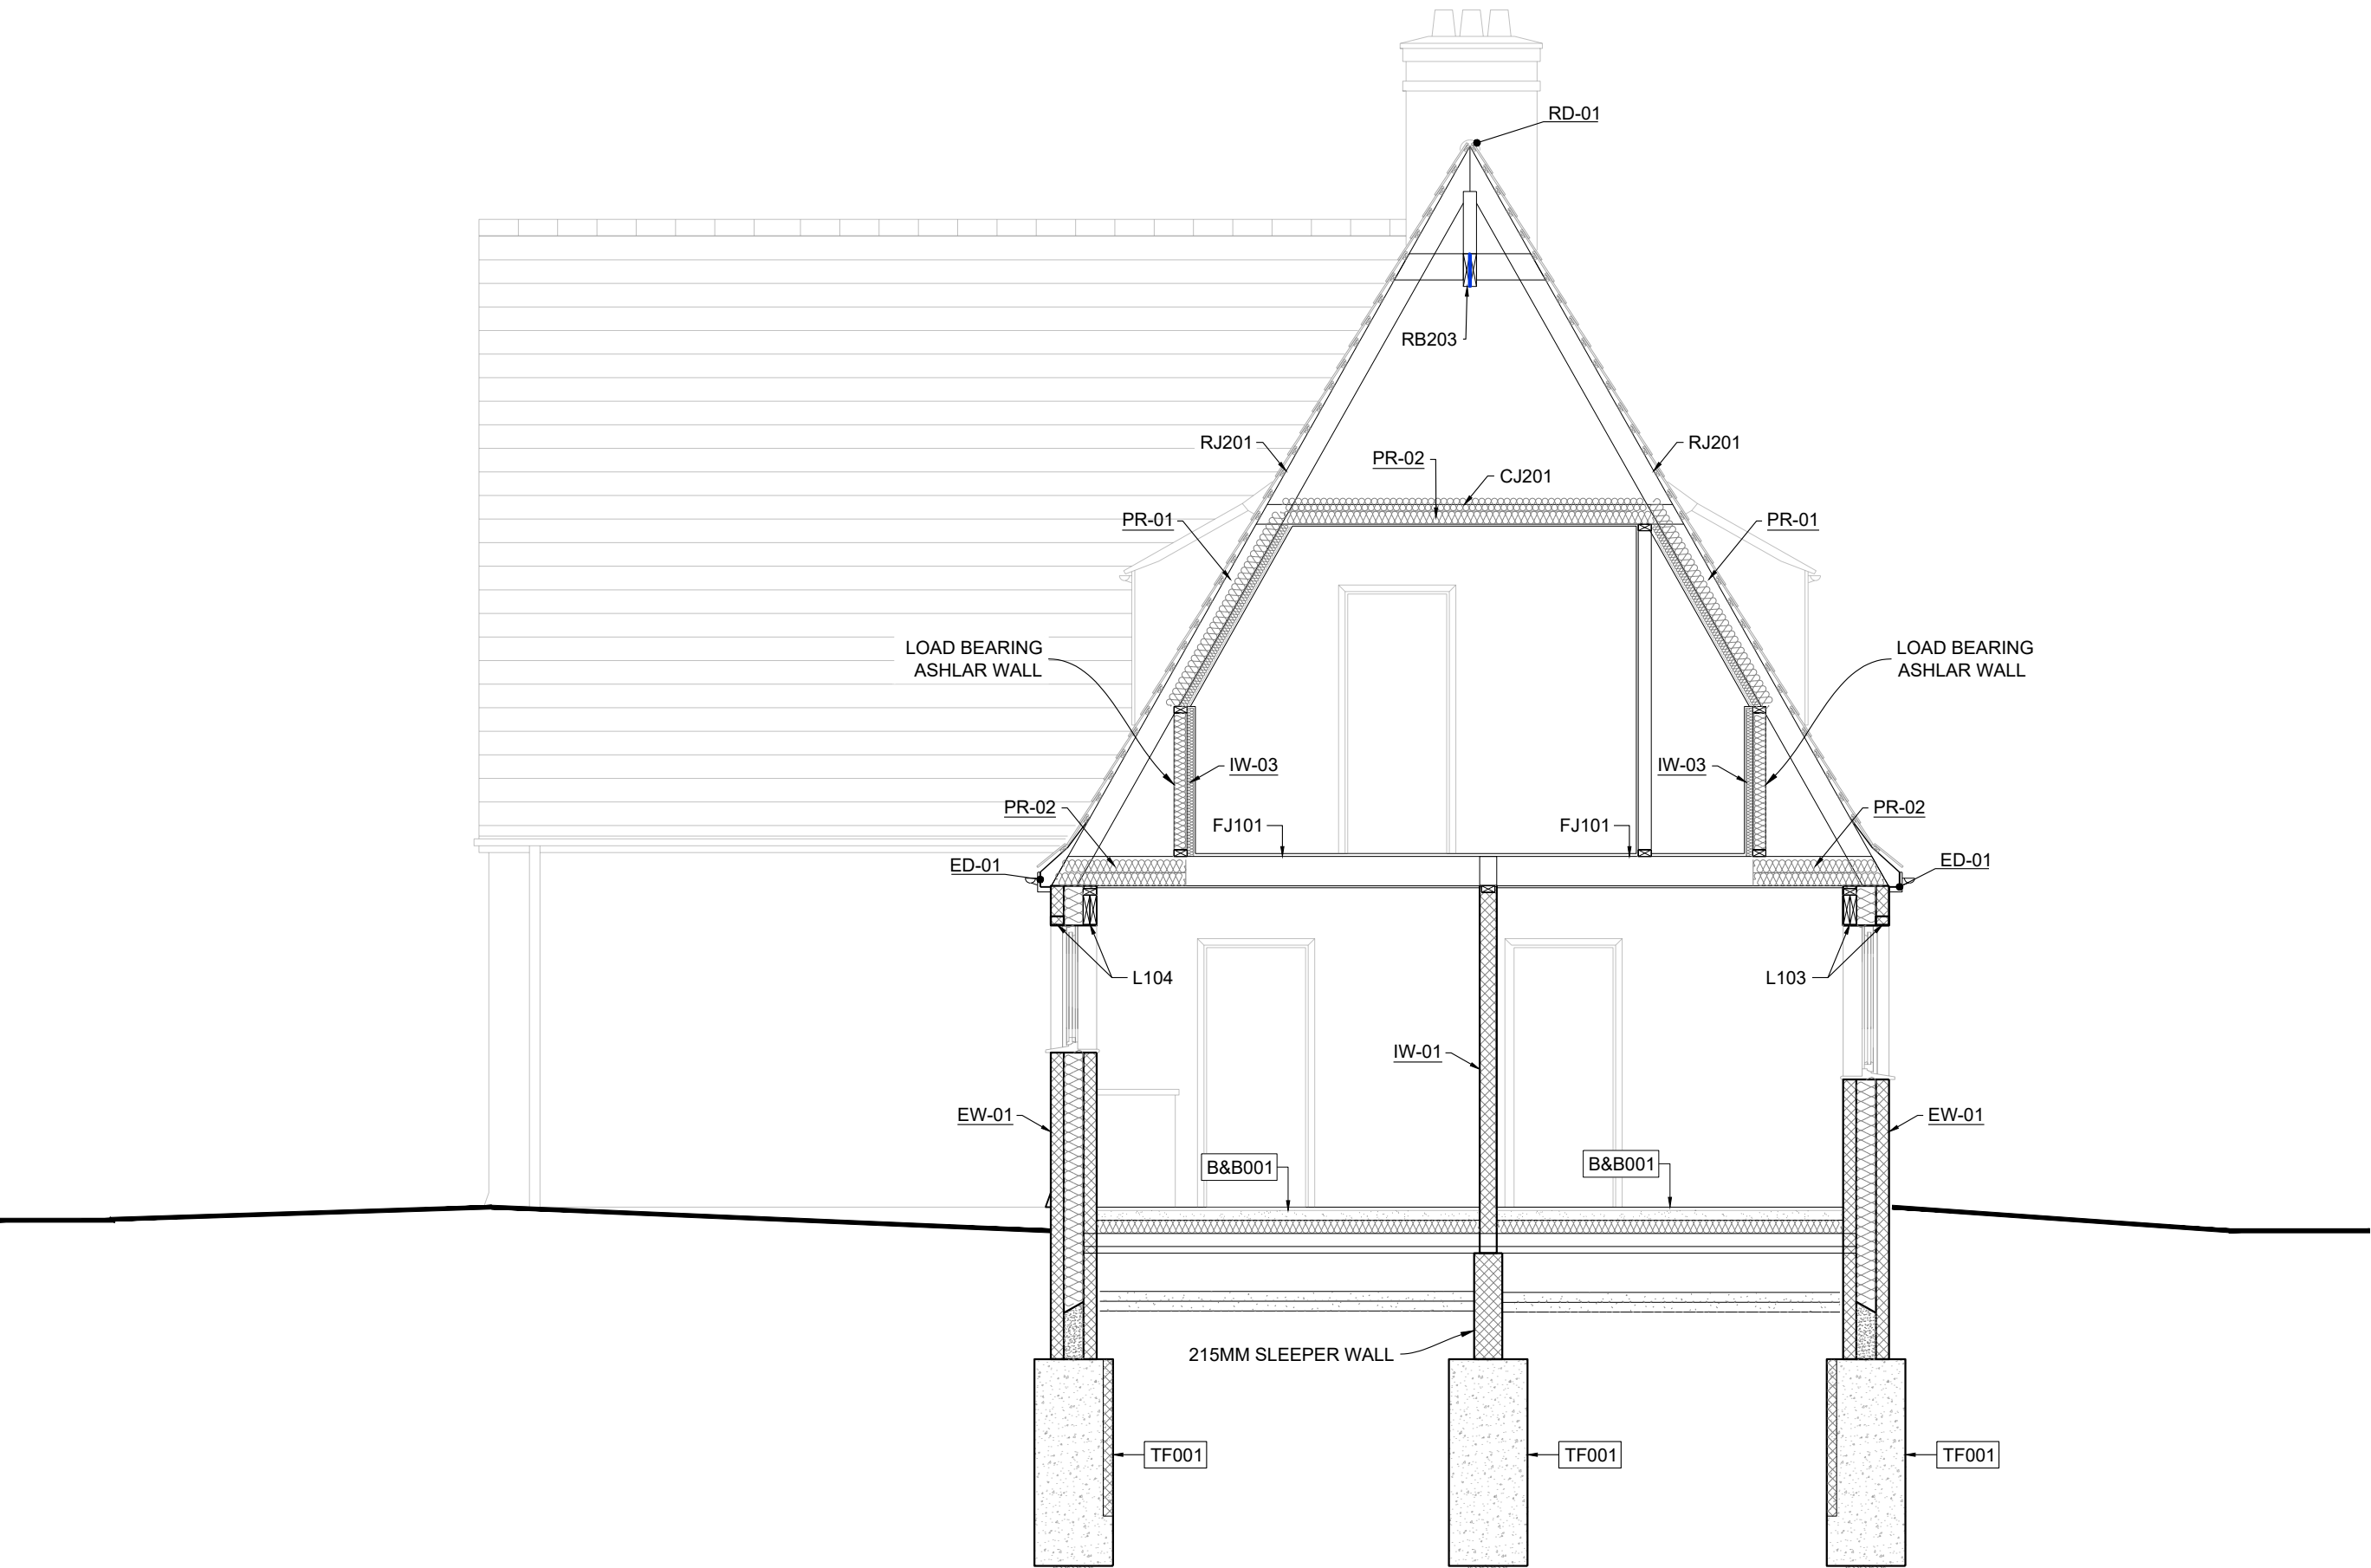 RD-01
RB203
RJ201
RJ201
PR-02
CJ201
PR-01
PR-01
LOAD BEARING
ASHLAR WALL
LOAD BEARING
ASHLAR WALL
IW-03
IW-03
PR-02
PR-02
FJ101
FJ101
ED-01
ED-01
L104
L103
IW-01
EW-01
EW-01
B&B001
B&B001
215MM SLEEPER WALL
TF001
TF001
TF001